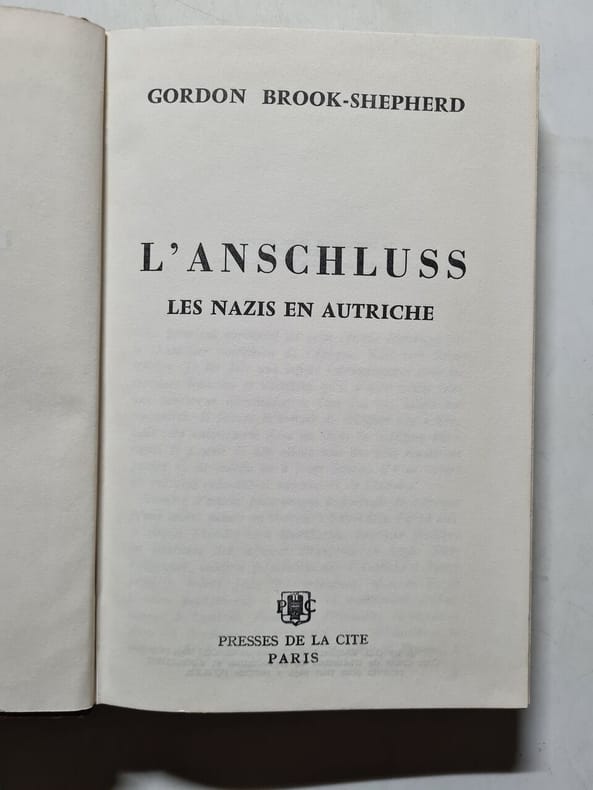 GORDON BROOK-SHEPHERD
L'ANSCHLUSS
LES NAZIS EN AUTRICHE
P C
PRESSES DE LA CITE
PARIS